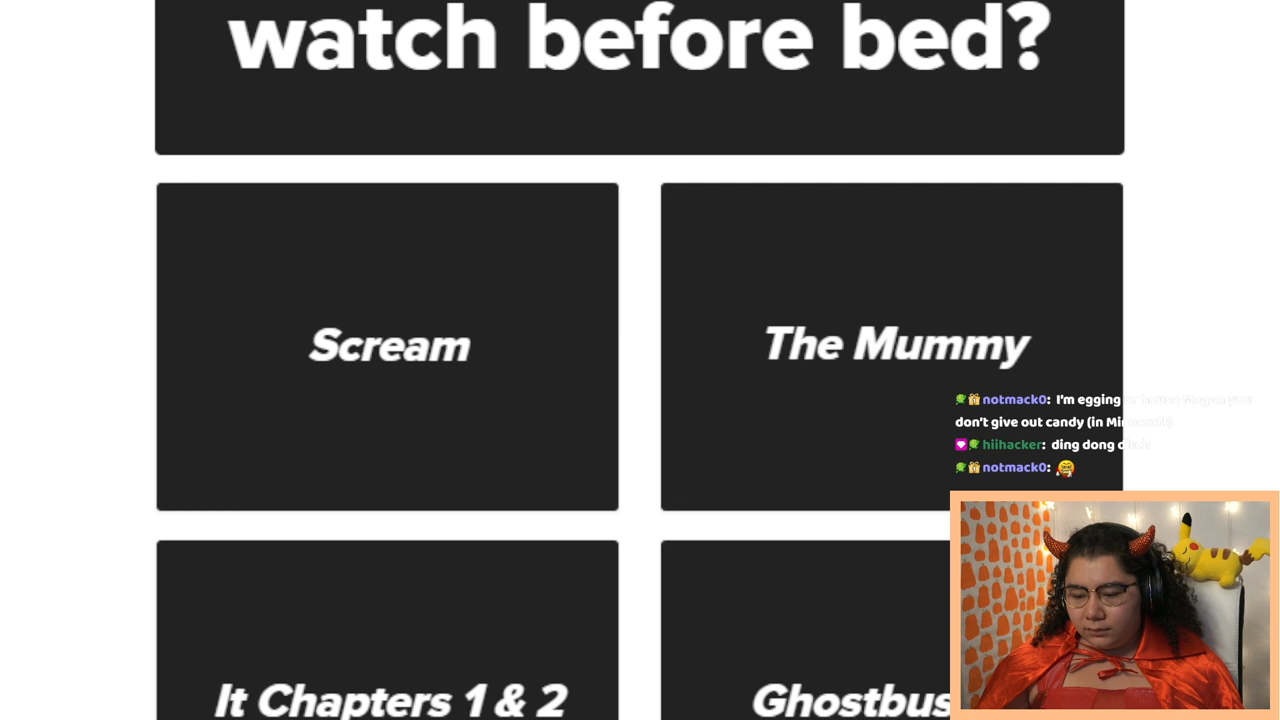 watch before bed?
Scream
The Mummy
notmack0: I'm egging
don't give out candy (in Minecraft)
hiihacker: ding dong
notmack0:
It Chapters 1 & 2
Ghostbus